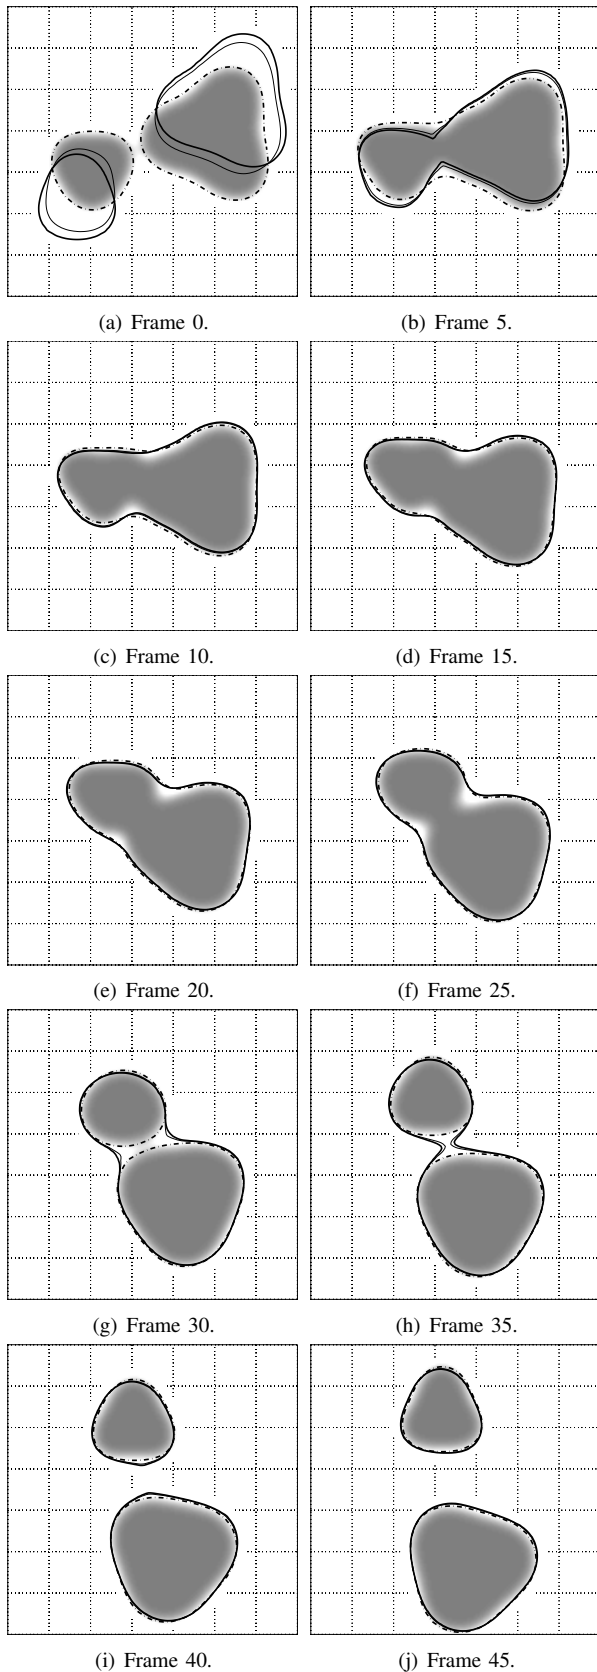 (a) Frame 0.
(b) Frame 5.
(c) Frame 10.
(d) Frame 15.
(e) Frame 20.
(f) Frame 25.
(g) Frame 30.
(h) Frame 35.
(i) Frame 40.
(j) Frame 45.